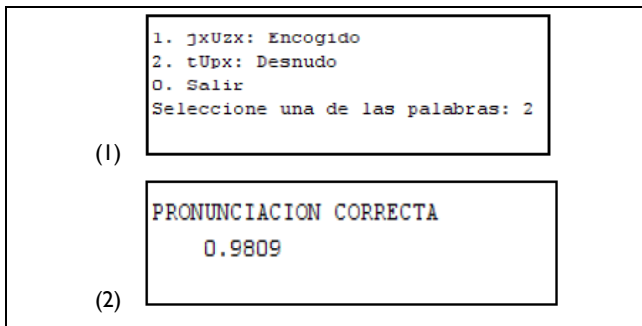 1. jxUzx: Encogido
2. tUpx: Desnudo
0. Salir
Seleccione una de las palabras: 2
(1)
PRONUNCIACION CORRECTA
0.9809
(2)